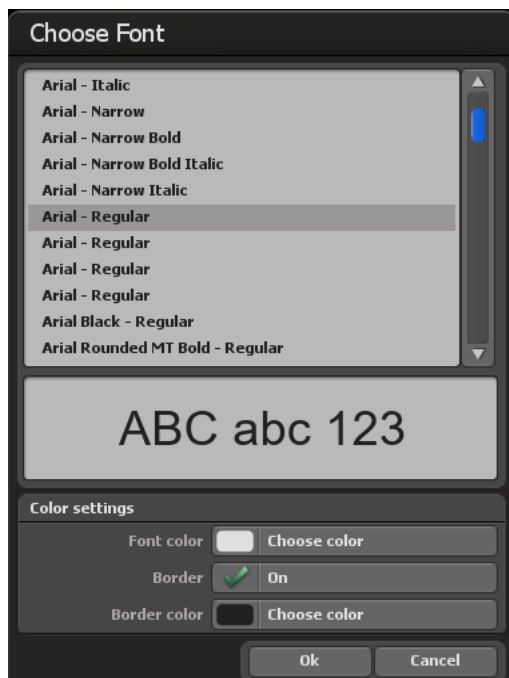 Choose Font
Arial - Italic
Arial - Narrow
Arial - Narrow Bold
Arial - Narrow Bold Italic
Arial - Narrow Italic
Arial - Regular
Arial - Regular
Arial - Regular
Arial - Regular
Arial Black - Regular
Arial Rounded MT Bold - Regular
ABC abc 123
Color settings
Font color Choose color
Border On
Border color Choose color
Ok Cancel